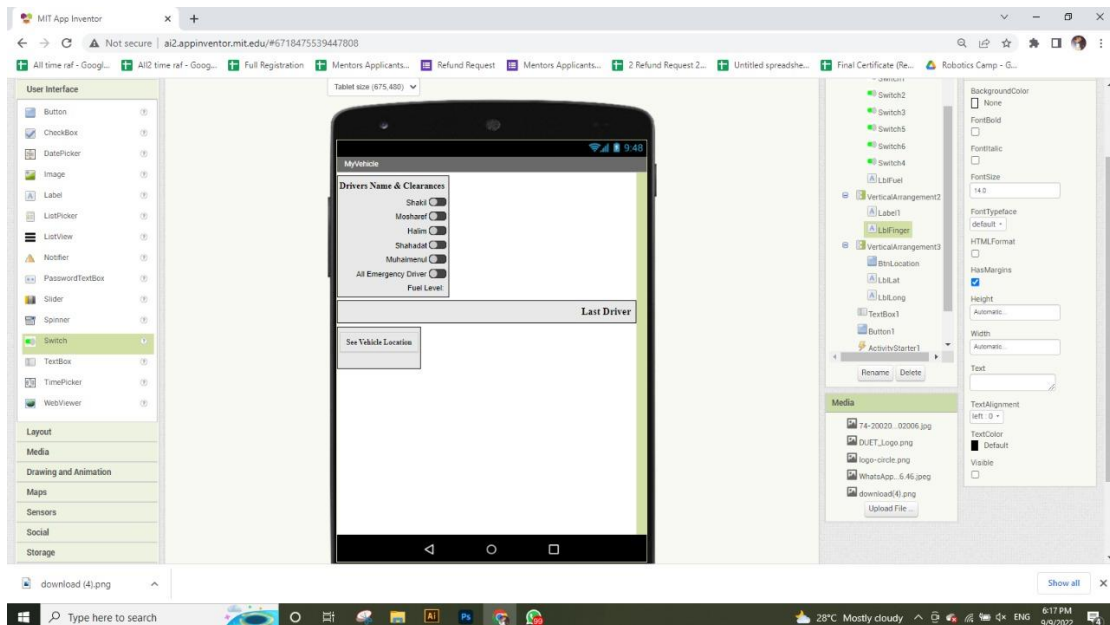 MIT App Inventor
Not secure
ai2.appinventor.mit.edu/#6718475539447808
All time raf - Googl...
All2 time raf - Goog...
Full Registration
Mentors Applicants...
Refund Request
Mentors Applicants...
2 Refund Request 2...
Untitled spreadshe...
Final Certificate (Re...
Robotics Camp - G...
User Interface
Button
CheckBox
DatePicker
Image
Label
ListPicker
ListView
Notifier
PasswordTextBox
Slider
Spinner
Switch
TextBox
TimePicker
WebViewer
Layout
Media
Drawing and Animation
Maps
Sensors
Social
Storage
Tablet size (675,480)
9:48
MyVehicle
Drivers Name & Clearances
Shakil
Mosharef
Halim
Shahadat
Muhaimenul
All Emergency Driver
Fuel Level:
Last Driver
See Vehicle Location
Switch1
Switch2
Switch3
Switch5
Switch6
Switch4
LblFuel
VerticalArrangement2
Label1
LblFinger
VerticalArrangement3
BtnLocation
LblLat
LblLong
TextBox1
Button1
ActivityStarter1
Rename
Delete
Media
74-20020...02006.jpg
DUET_Logo.png
logo-circle.png
WhatsApp...6.46.jpeg
download(4).png
Upload File ...
BackgroundColor
None
FontBold
FontItalic
FontSize
14.0
FontTypeface
default
HTMLFormat
HasMargins
Height
Automatic...
Width
Automatic...
Text
TextAlignment
left : 0
TextColor
Default
Visible
download (4).png
Show all
Type here to search
Ai
Ps
99
28°C Mostly cloudy
ENG
6:17 PM
9/9/2022